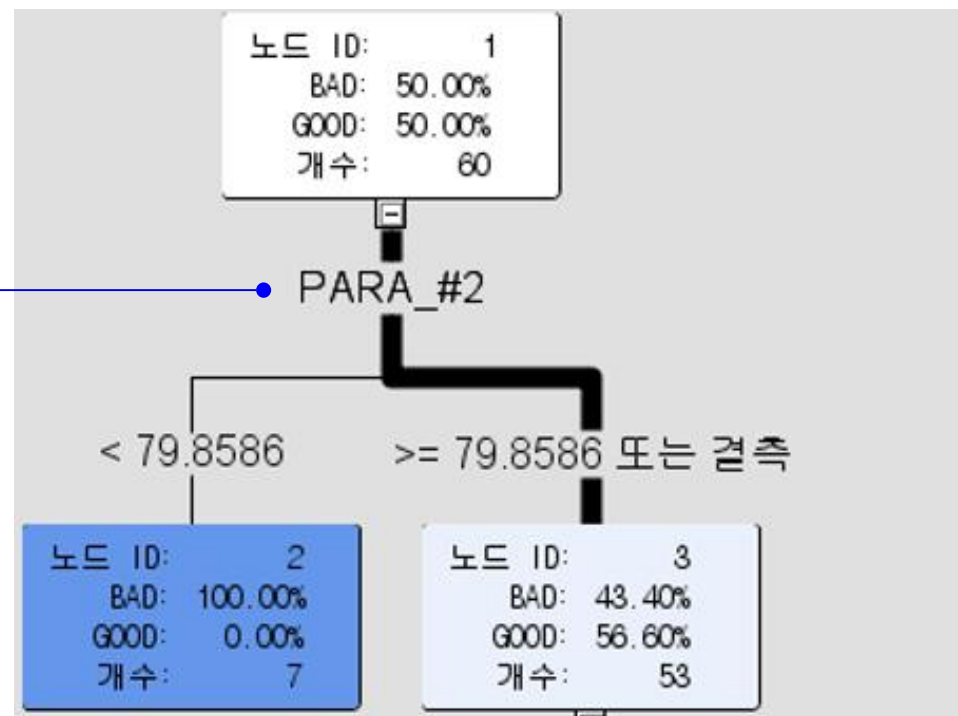 노드 ID: 1
BAD: 50.00%
GOOD: 50.00%
개수: 60
PARA_#2
< 79.8586
>= 79.8586 또는 결측
노드 ID: 2
BAD: 100.00%
GOOD: 0.00%
개수: 7
노드 ID: 3
BAD: 43.40%
GOOD: 56.60%
개수: 53